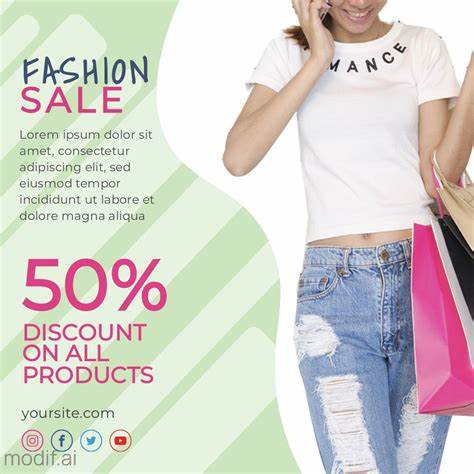 FASHION
SALE
Lorem ipsum dolor sit
amet, consectetur
adipiscing elit, sed
eiusmod tempor
incididunt ut labore et
dolore magna aliqua
50%
DISCOUNT
ON ALL
PRODUCTS
yoursite.com
modif.ai
MANCE